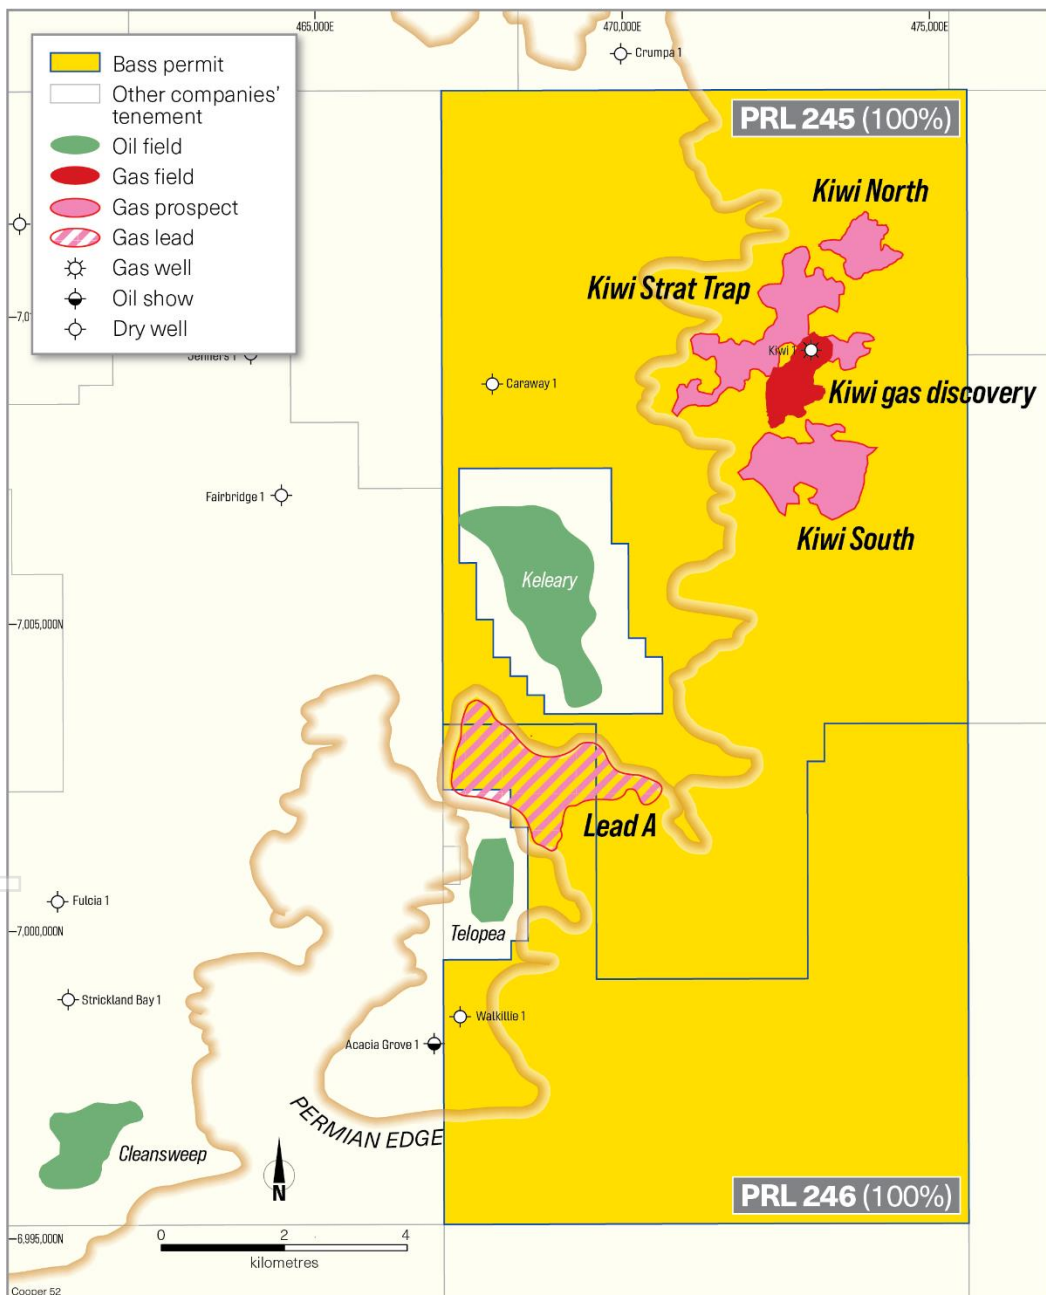 465,000E
470,000E
475,000E
Crumpa 1
Bass permit
Other companies'
tenement
Oil field
Gas field
Gas prospect
Gas lead
Gas well
Oil show
Dry well
PRL 245 (100%)
Kiwi North
Kiwi Strat Trap
Kiwi 1
Kiwi gas discovery
Caraway 1
Kiwi South
Fairbridge 1
Keleary
7,005,000N
Lead A
Fulcia 1
7,000,000N
Telopea
Strickland Bay 1
Walkillie 1
Acacia Grove 1
PERMIAN EDGE
Cleansweep
N
PRL 246 (100%)
6,995,000N
0 2 4
kilometres
Cooper 52